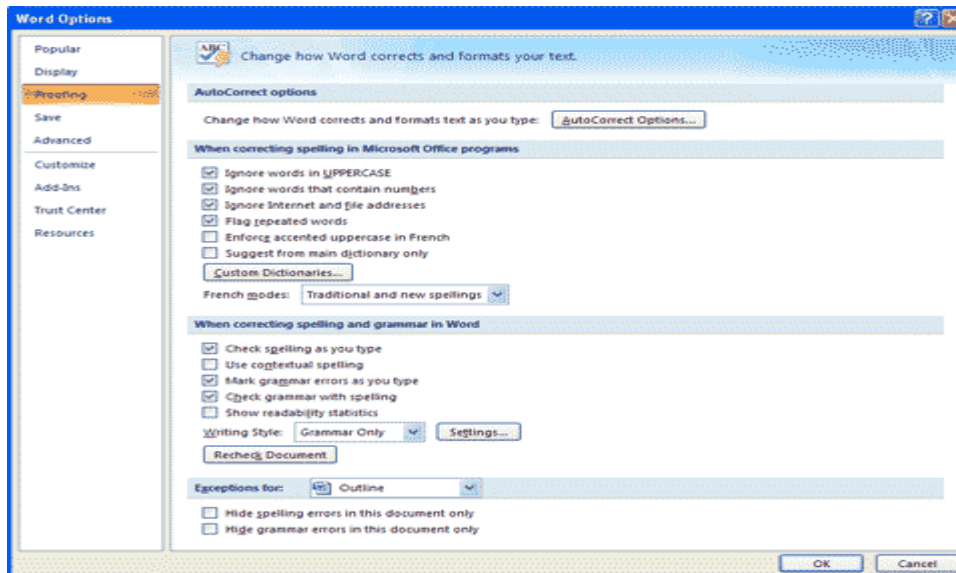 Word Options
Popular
Display
Proofing
Save
Advanced
Customize
Add-Ins
Trust Center
Resources
ABC
Change how Word corrects and formats your text.
AutoCorrect options
Change how Word corrects and formats text as you type: AutoCorrect Options...
When correcting spelling in Microsoft Office programs
Ignore words in UPPERCASE
Ignore words that contain numbers
Ignore Internet and file addresses
Flag repeated words
Enforce accented uppercase in French
Suggest from main dictionary only
Custom Dictionaries...
French modes: Traditional and new spellings
When correcting spelling and grammar in Word
Check spelling as you type
Use contextual spelling
Mark grammar errors as you type
Check grammar with spelling
Show readability statistics
Writing Style: Grammar Only Settings...
Recheck Document
Exceptions for: Outline
Hide spelling errors in this document only
Hide grammar errors in this document only
OK Cancel